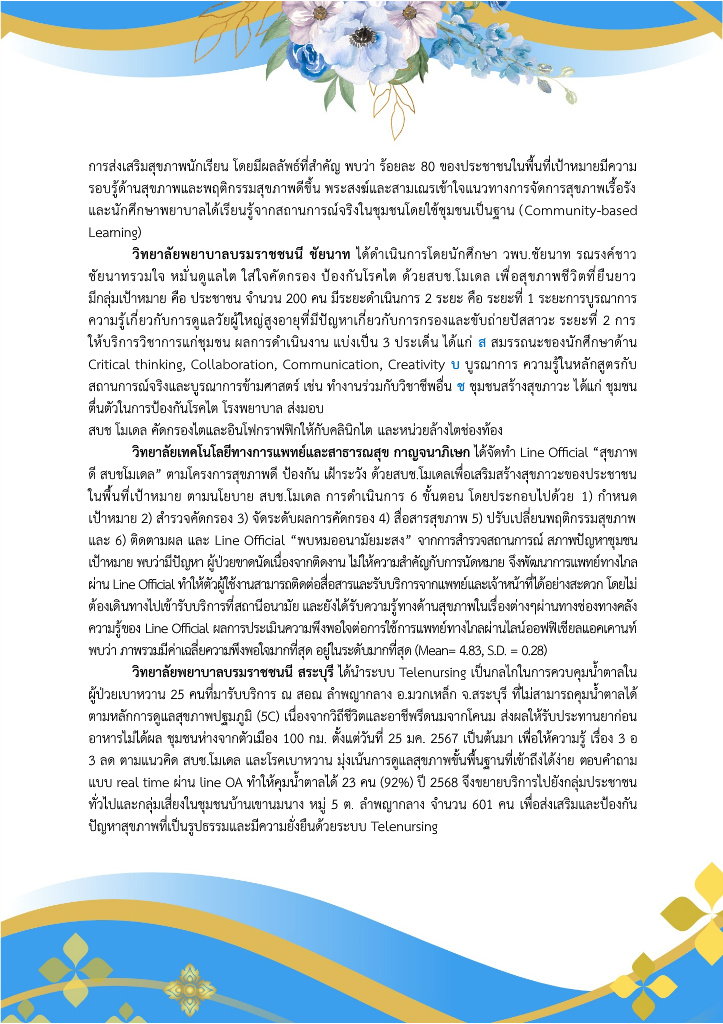 การส่งเสริมสุขภาพนักเรียน โดยมีผลลัพธ์ที่สำคัญ พบว่า ร้อยละ 80 ของประชาชนในพื้นที่เป้าหมายมีความ
รอบรู้ด้านสุขภาพและพฤติกรรมสุขภาพดีขึ้น พระสงฆ์และสามเณรเข้าใจแนวทางการจัดการสุขภาพเรื้อรัง
และนักศึกษาพยาบาลได้เรียนรู้จากสถานการณ์จริงในชุมชนโดยใช้ชุมชนเป็นฐาน (Community-based
Learning)
วิทยาลัยพยาบาลบรมราชชนนี ชัยนาท ได้ดำเนินการโดยนักศึกษา วพบ.ชัยนาท รณรงค์ชาว
ชัยนาทรวมใจ หมั่นดูแลไต ใส่ใจคัดกรอง ป้องกันโรคไต ด้วยสบช.โมเดล เพื่อสุขภาพชีวิตที่ยืนยาว
มีกลุ่มเป้าหมาย คือ ประชาชน จำนวน 200 คน มีระยะดำเนินการ 2 ระยะ คือ ระยะที่ 1 ระยะการบูรณาการ
ความรู้เกี่ยวกับการดูแลวัยผู้ใหญ่สูงอายุที่มีปัญหาเกี่ยวกับการกรองและขับถ่ายปัสสาวะ ระยะที่ 2 การ
ให้บริการวิชาการแก่ชุมชน ผลการดำเนินงาน แบ่งเป็น 3 ประเด็น ได้แก่ ส สมรรถนะของนักศึกษาด้าน
Critical thinking, Collaboration, Communication, Creativity บ บูรณาการ ความรู้ในหลักสูตรกับ
สถานการณ์จริงและบูรณาการข้ามศาสตร์ เช่น ทำงานร่วมกับวิชาชีพอื่น ช ชุมชนสร้างสุขภาวะ ได้แก่ ชุมชน
ตื่นตัวในการป้องกันโรคไต โรงพยาบาล ส่งมอบ
สบช โมเดล คัดกรองไตและอินโฟกราฟฟิกให้กับคลินิกไต และหน่วยล้างไตช่องท้อง
วิทยาลัยเทคโนโลยีทางการแพทย์และสาธารณสุข กาญจนาภิเษก ได้จัดทำ Line Official “สุขภาพ
ดี สบชโมเดล” ตามโครงการสุขภาพดี ป้องกัน เฝ้าระวัง ด้วยสบช.โมเดลเพื่อเสริมสร้างสุขภาวะของประชาชน
ในพื้นที่เป้าหมาย ตามนโยบาย สบช.โมเดล การดำเนินการ 6 ขั้นตอน โดยประกอบไปด้วย 1) กำหนด
เป้าหมาย 2) สำรวจคัดกรอง 3) จัดระดับผลการคัดกรอง 4) สื่อสารสุขภาพ 5) ปรับเปลี่ยนพฤติกรรมสุขภาพ
และ 6) ติดตามผล และ Line Official “พบหมออนามัยมะสง” จากการสำรวจสถานการณ์ สภาพปัญหาชุมชน
เป้าหมาย พบว่ามีปัญหา ผู้ป่วยขาดนัดเนื่องจากติดงาน ไม่ให้ความสำคัญกับการนัดหมาย จึงพัฒนาการแพทย์ทางไกล
ผ่าน Line Official ทำให้ตัวผู้ใช้งานสามารถติดต่อสื่อสารและรับบริการจากแพทย์และเจ้าหน้าที่ได้อย่างสะดวก โดยไม่
ต้องเดินทางไปเข้ารับบริการที่สถานีอนามัย และยังได้รับความรู้ทางด้านสุขภาพในเรื่องต่างๆผ่านทางช่องทางคลัง
ความรู้ของ Line Official ผลการประเมินความพึงพอใจต่อการใช้การแพทย์ทางไกลผ่านไลน์ออฟฟิเชียลแอคเคานท์
พบว่า ภาพรวมมีค่าเฉลี่ยความพึงพอใจมากที่สุด อยู่ในระดับมากที่สุด (Mean= 4.83, S.D. = 0.28)
วิทยาลัยพยาบาลบรมราชชนนี สระบุรี ได้นำระบบ Telenursing เป็นกลไกในการควบคุมน้ำตาลใน
ผู้ป่วยเบาหวาน 25 คนที่มารับบริการ ณ สอณ ลำพญากลาง อ.มวกเหล็ก จ.สระบุรี ที่ไม่สามารถคุมน้ำตาลได้
ตามหลักการดูแลสุขภาพปฐมภูมิ (5C) เนื่องจากวิถีชีวิตและอาชีพรีดนมจากโคนม ส่งผลให้รับประทานยาก่อน
อาหารไม่ได้ผล ชุมชนห่างจากตัวเมือง 100 กม. ตั้งแต่วันที่ 25 มค. 2567 เป็นต้นมา เพื่อให้ความรู้ เรื่อง 3 อ
3 ลด ตามแนวคิด สบช.โมเดล และโรคเบาหวาน มุ่งเน้นการดูแลสุขภาพขั้นพื้นฐานที่เข้าถึงได้ง่าย ตอบคำถาม
แบบ real time ผ่าน line OA ทำให้คุมน้ำตาลได้ 23 คน (92%) ปี 2568 จึงขยายบริการไปยังกลุ่มประชาชน
ทั่วไปและกลุ่มเสี่ยงในชุมชนบ้านเขานมนาง หมู่ 5 ต. ลำพญากลาง จำนวน 601 คน เพื่อส่งเสริมและป้องกัน
ปัญหาสุขภาพที่เป็นรูปธรรมและมีความยั่งยืนด้วยระบบ Telenursing